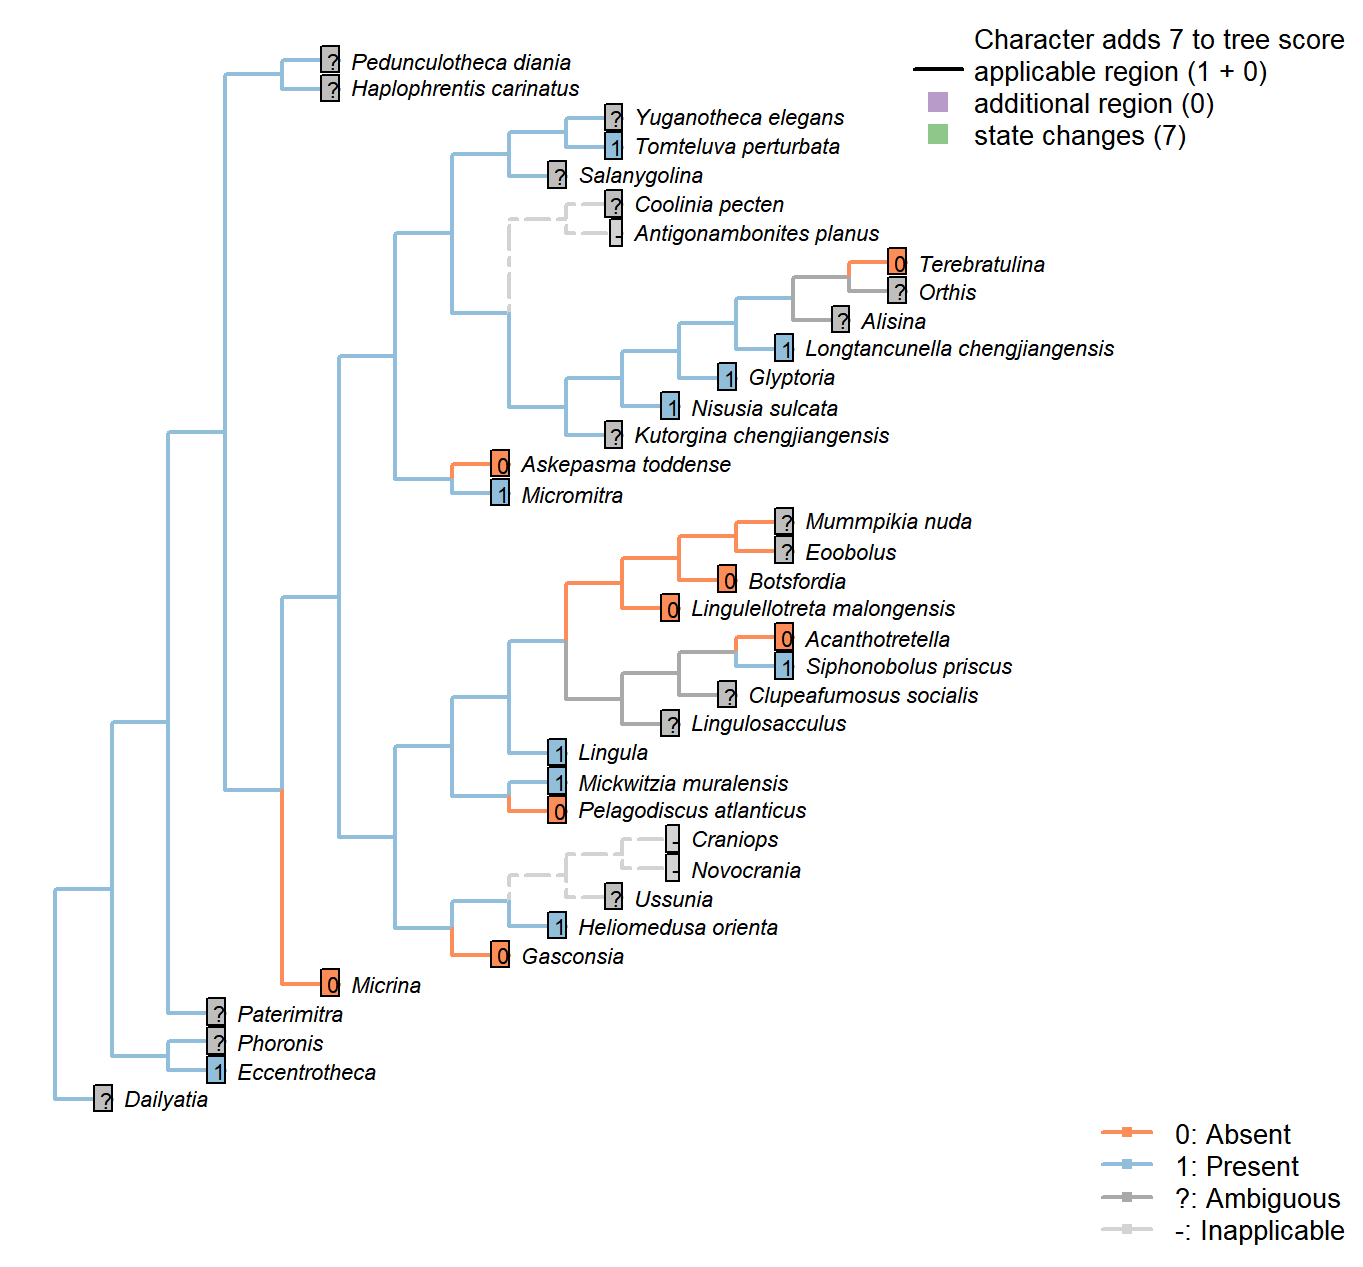 Character adds 7 to tree score
applicable region (1 + 0)
additional region (0)
state changes (7)
? Pedunculotheca diania
? Haplophrentis carinatus
? Yuganotheca elegans
1 Tomteluva perturbata
? Salanygolina
? Coolinia pecten
- Antigonambonites planus
0 Terebratulina
? Orthis
? Alisina
1 Longtancunella chengjiangensis
1 Glyptoria
1 Nisusia sulcata
? Kutorgina chengjiangensis
0 Askepasma toddense
1 Micromitra
? Mummpikia nuda
? Eoobolus
0 Botsfordia
0 Lingulellotreta malongensis
0 Acanthotretella
1 Siphonobolus priscus
? Clupeafumosus socialis
? Lingulosacculus
1 Lingula
1 Mickwitzia muralensis
0 Pelagodiscus atlanticus
- Craniops
- Novocrania
? Ussunia
1 Heliomedusa orienta
0 Gasconsia
0 Micrina
? Paterimitra
? Phoronis
1 Eccentrotheca
? Dailyatia
0: Absent
1: Present
?: Ambiguous
-: Inapplicable